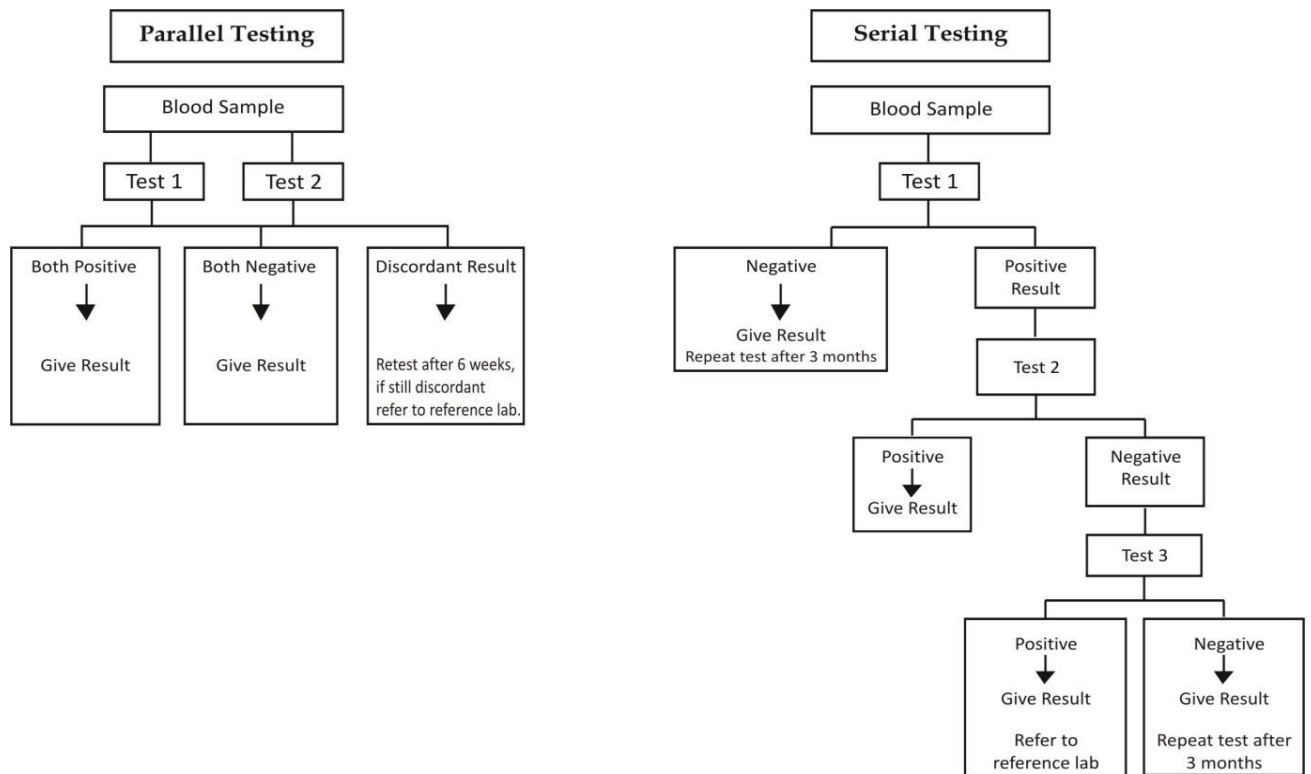 Parallel Testing
Blood Sample
Test 1
Test 2
Both Positive
Give Result
Both Negative
Give Result
Discordant Result
Retest after 6 weeks,
if still discordant
refer to reference lab.
Serial Testing
Blood Sample
Test 1
Negative
Give Result
Repeat test after 3 months
Positive
Result
Test 2
Positive
Give Result
Negative
Result
Test 3
Positive
Give Result
Refer to
reference lab
Negative
Give Result
Repeat test after
3 months